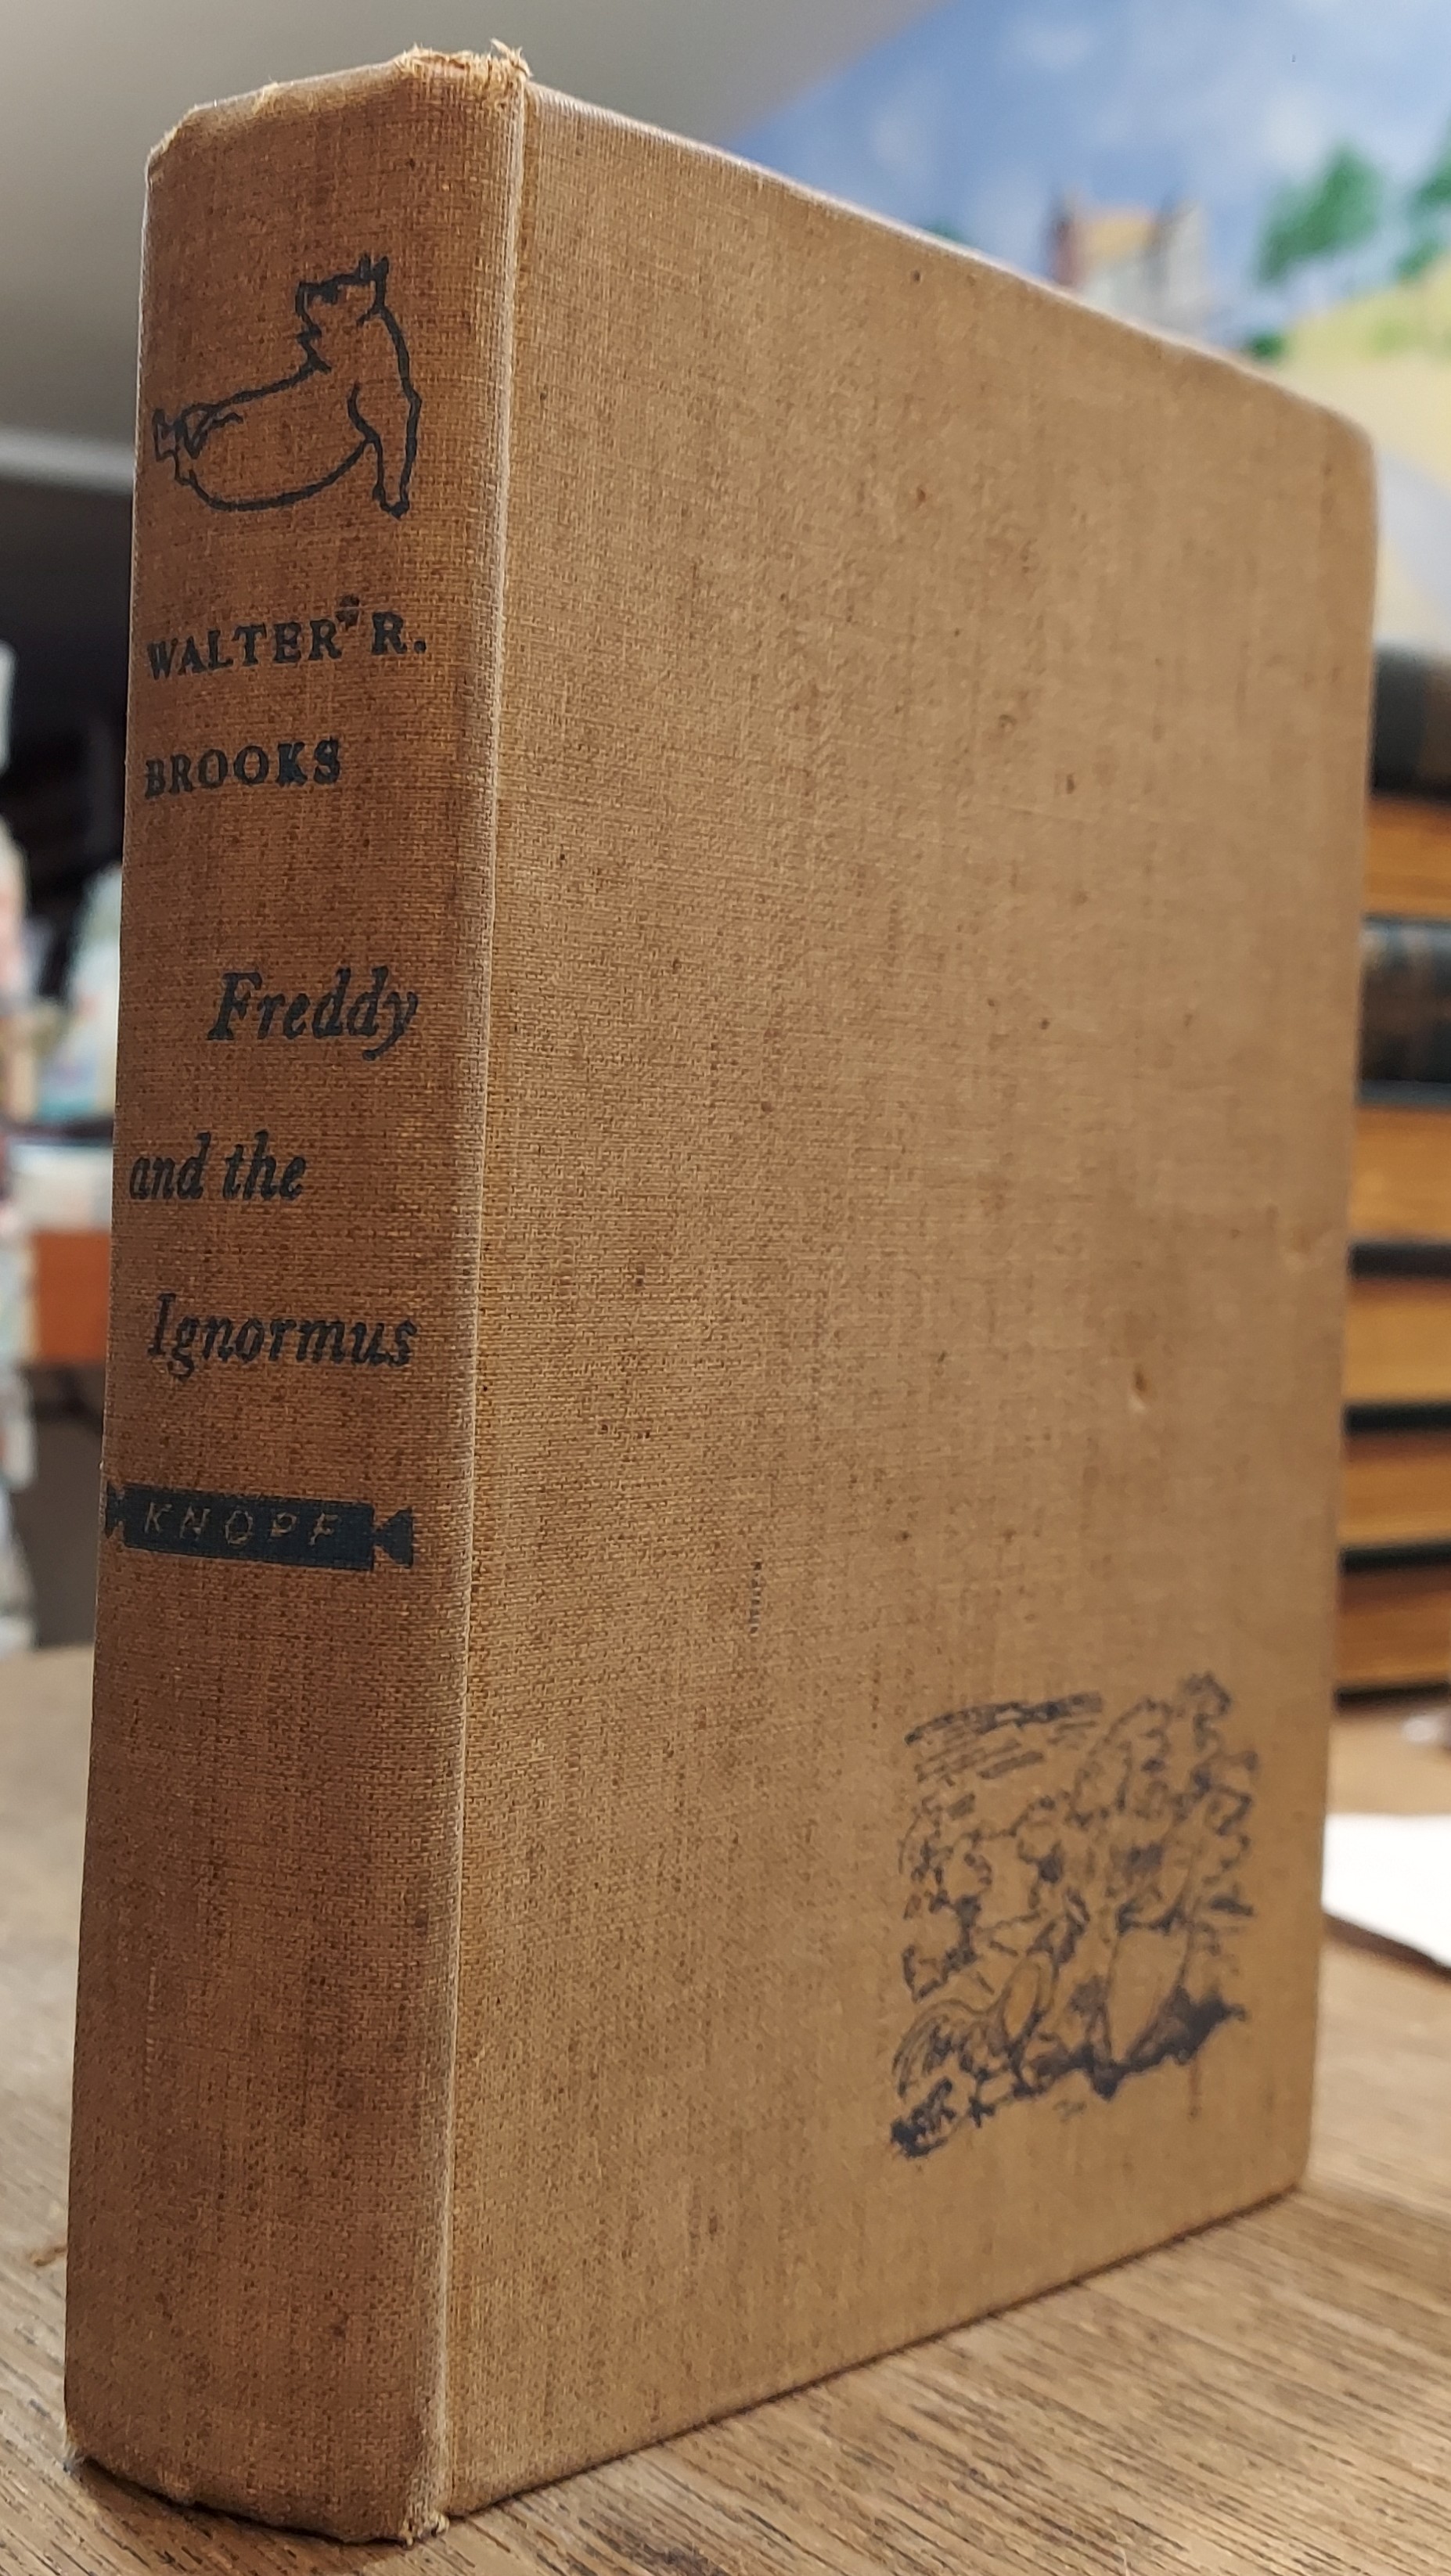 WALTER R.
BROOKS
Freddy
and the
Ignormus
KNOPF